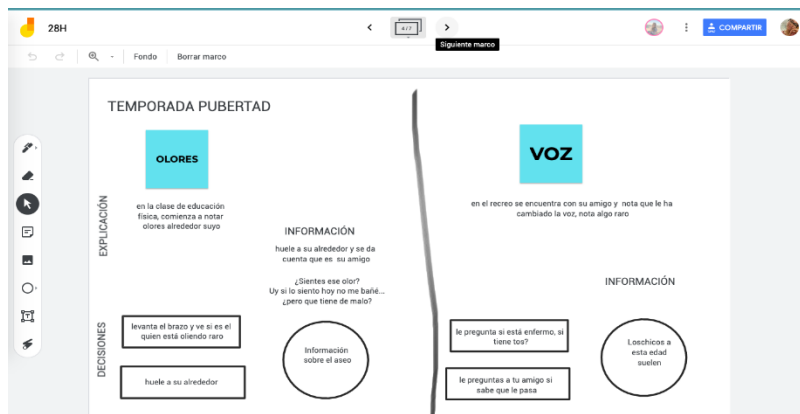 28H
4/7
COMPARTIR
Siguiente marco
Fondo
Borrar marco
TEMPORADA PUBERTAD
OLORES
EXPLICACIÓN
en la clase de educación
física, comienza a notar
olores alrededor suyo
INFORMACIÓN
huele a su alrededor y se da
cuenta que es su amigo
¿Sientes ese olor?
Uy si lo siento hoy no me bañé...
¿pero que tiene de malo?
DECISIONES
levanta el brazo y ve si es el
quien está oliendo raro
huele a su alrededor
Información
sobre el aseo
VOZ
en el recreo se encuentra con su amigo y nota que le ha
cambiado la voz, nota algo raro
INFORMACIÓN
le pregunta si está enfermo, si
tiene tos?
le preguntas a tu amigo si
sabe que le pasa
Loschicos a
esta edad
suelen